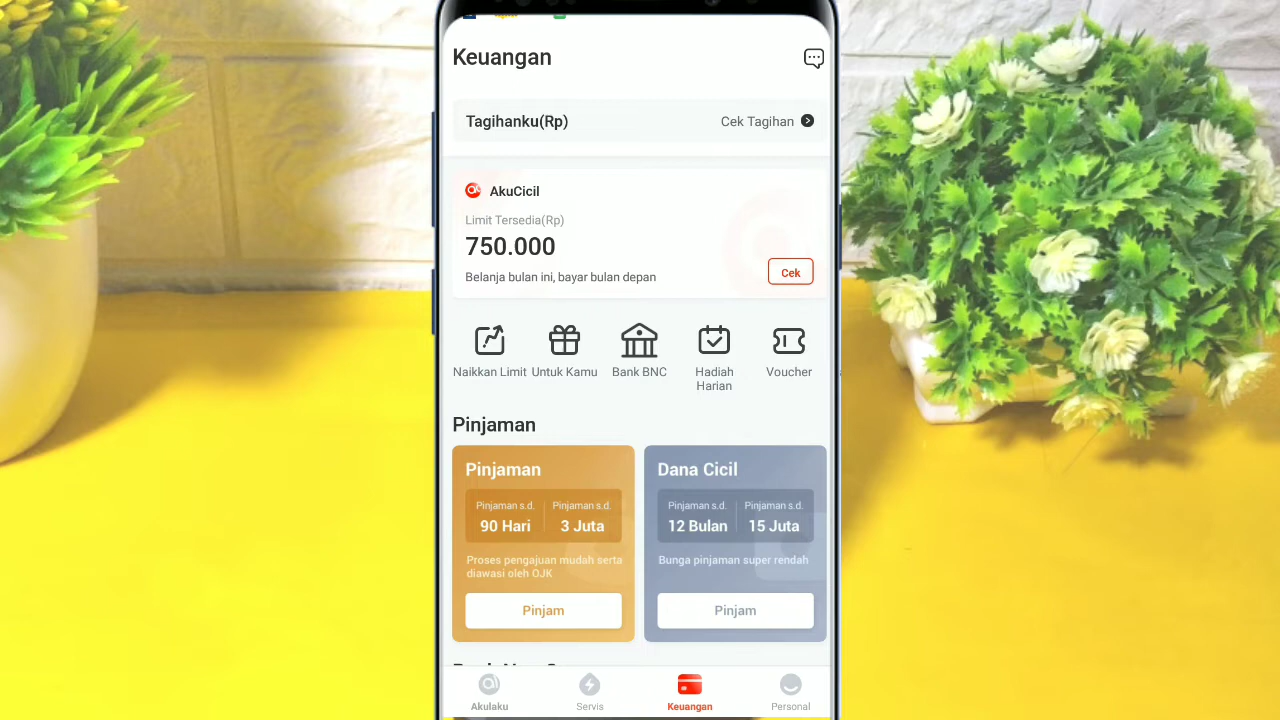 Keuangan
Tagihanku(Rp)
Cek Tagihan
AkuCicil
Limit Tersedia(Rp)
750.000
Belanja bulan ini, bayar bulan depan
Cek
Naikkan Limit
Untuk Kamu
Bank BNC
Hadiah
Harian
Voucher
Pinjaman
Pinjaman
Pinjaman s.d.
90 Hari
Pinjaman s.d.
3 Juta
Proses pengajuan mudah serta
diawasi oleh OJK
Pinjam
Dana Cicil
Pinjaman s.d.
12 Bulan
Pinjaman s.d.
15 Juta
Bunga pinjaman super rendah
Pinjam
Akulaku
Servis
Keuangan
Personal